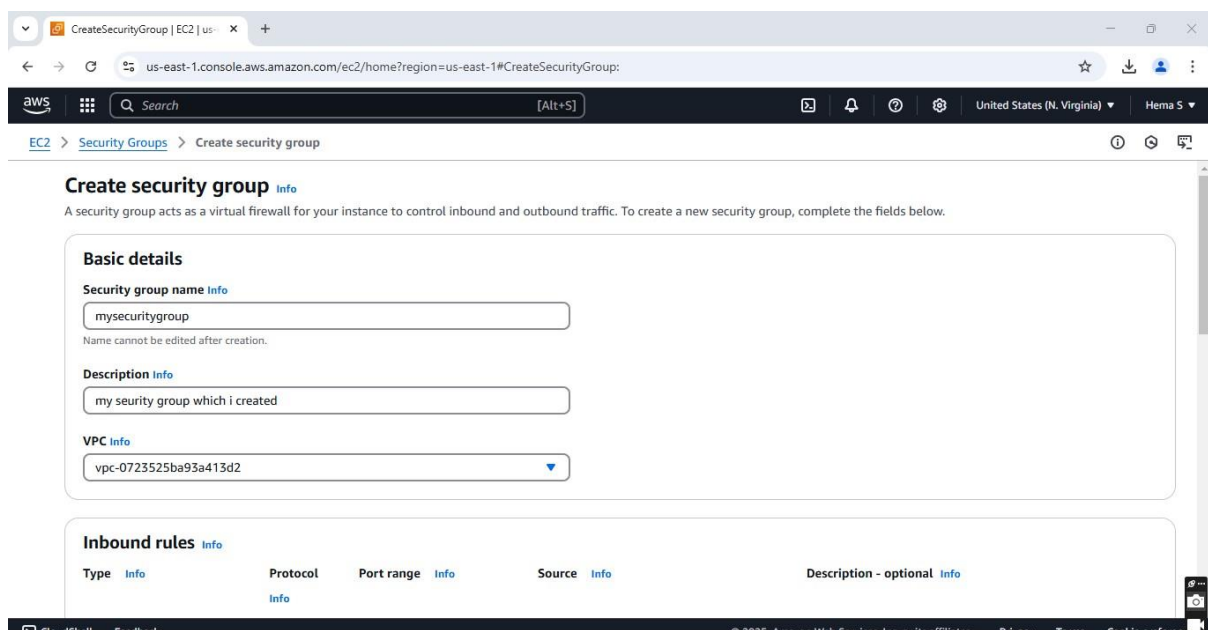 CreateSecurityGroup | EC2 | us-
us-east-1.console.aws.amazon.com/ec2/home?region=us-east-1#CreateSecurityGroup:
aws Search [Alt+S] United States (N. Virginia) Hema S
EC2 > Security Groups > Create security group
Create security group Info
A security group acts as a virtual firewall for your instance to control inbound and outbound traffic. To create a new security group, complete the fields below.
Basic details
Security group name Info
mysecuritygroup
Name cannot be edited after creation.
Description Info
my seurity group which i created
VPC Info
vpc-0723525ba93a413d2
Inbound rules Info
Type Info Protocol Port range Info Source Info Description - optional Info
Info